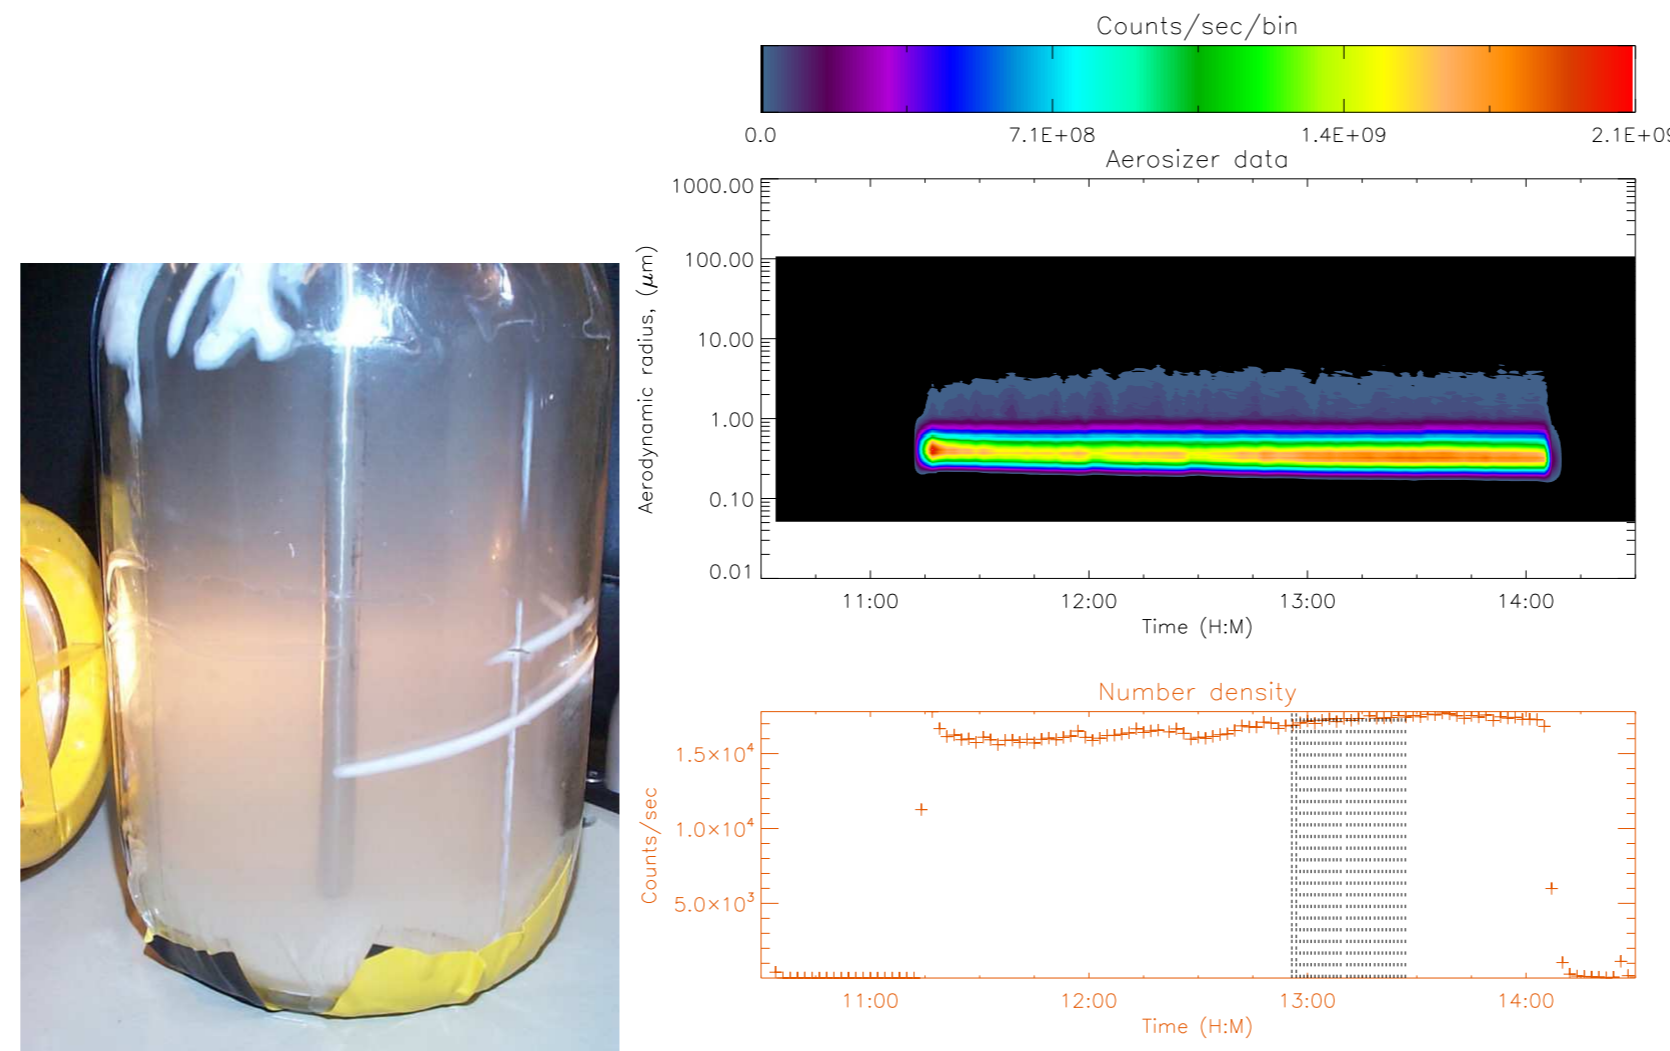 Counts/sec/bin
0.0 7.1E+08 1.4E+09 2.1E+09
Aerosizer data
Aerodynamic radius, (μm)
1000.00
100.00
10.00
1.00
0.10
0.01
11:00 12:00 13:00 14:00
Time (H:M)
Number density
Counts/sec
1.5×10⁴
1.0×10⁴
5.0×10³
11:00 12:00 13:00 14:00
Time (H:M)